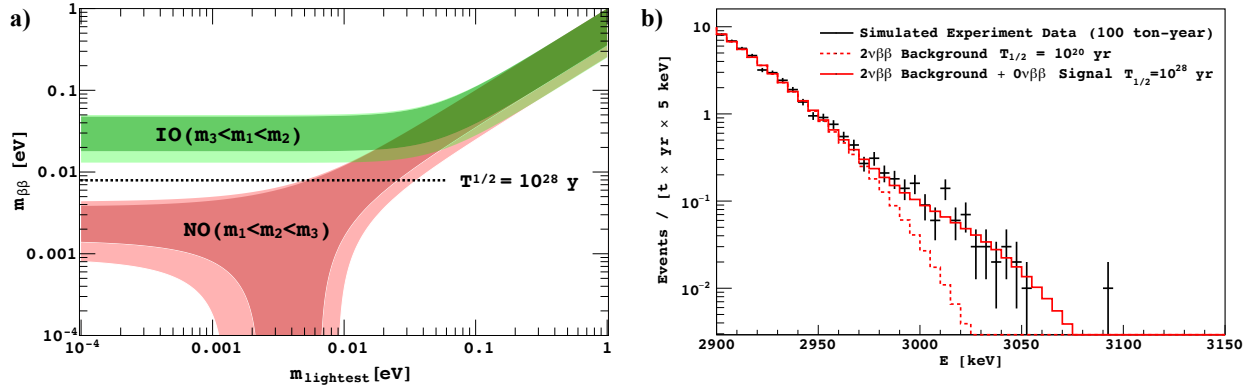 a)
1
0.1
0.01
0.001
10⁻⁴
mββ [eV]
IO(m₃<m₁<m₂)
NO(m₁<m₂<m₃)
T¹ᐟ² = 10²⁸ y
10⁻⁴ 0.001 0.01 0.1 1
m_lightest [eV]
b)
10
1
10⁻¹
10⁻²
Events / [t × yr × 5 keV]
Simulated Experiment Data (100 ton-year)
2νββ Background T₁/₂ = 10²⁰ yr
2νββ Background + 0νββ Signal T₁/₂=10²⁸ yr
2900 2950 3000 3050 3100 3150
E [keV]